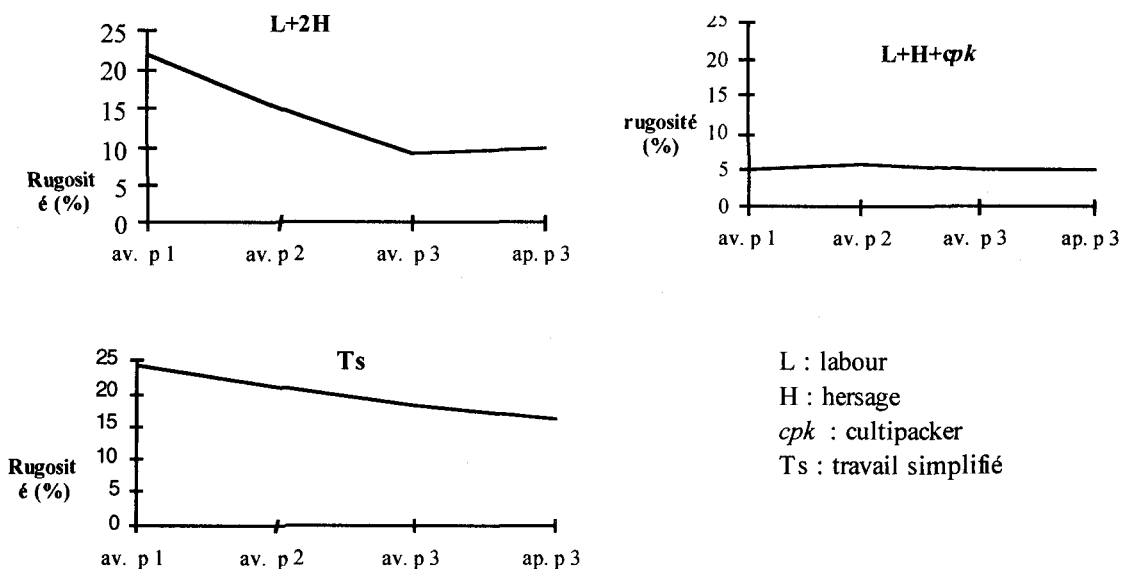 L+2H
25
20
15
10
5
0
Rugosit
é (%)
av. p 1
av. p 2
av. p 3
ap. p 3
L+H+cpk
25
20
15
10
5
0
rugosité
(%)
av. p 1
av. p 2
av. p 3
ap. p 3
Ts
25
20
15
10
5
0
Rugosit
é (%)
av. p 1
av. p 2
av. p 3
ap. p 3
L : labour
H : hersage
cpk : cultipacker
Ts : travail simplifié